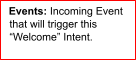 Events: Incoming Event
that will trigger this
“Welcome” Intent.